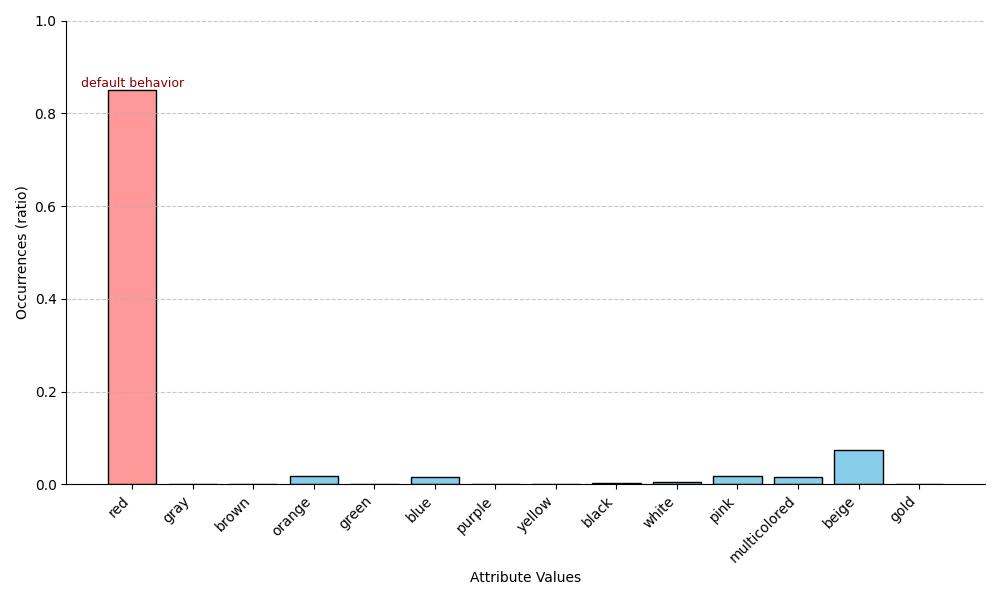 1.0
default behavior
0.8
0.6
0.4
0.2
0.0
Occurrences (ratio)
red
gray
brown
orange
green
blue
purple
yellow
black
white
pink
multicolored
beige
gold
Attribute Values